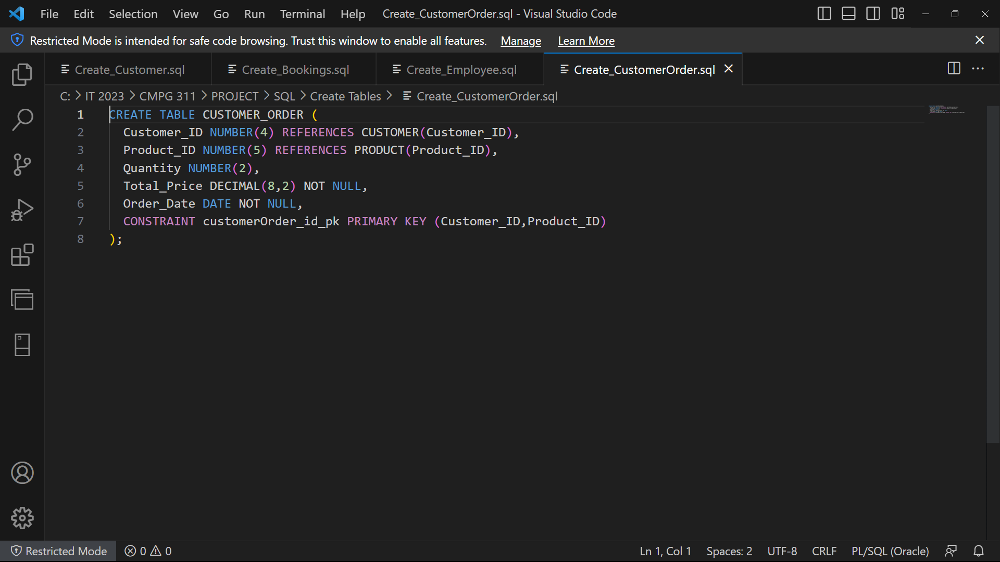 File Edit Selection View Go Run Terminal Help Create_CustomerOrder.sql - Visual Studio Code
Restricted Mode is intended for safe code browsing. Trust this window to enable all features. Manage Learn More
Create_Customer.sql Create_Bookings.sql Create_Employee.sql Create_CustomerOrder.sql
C: > IT 2023 > CMPG 311 > PROJECT > SQL > Create Tables > Create_CustomerOrder.sql
1 CREATE TABLE CUSTOMER_ORDER (
2 Customer_ID NUMBER(4) REFERENCES CUSTOMER(Customer_ID),
3 Product_ID NUMBER(5) REFERENCES PRODUCT(Product_ID),
4 Quantity NUMBER(2),
5 Total_Price DECIMAL(8,2) NOT NULL,
6 Order_Date DATE NOT NULL,
7 CONSTRAINT customerOrder_id_pk PRIMARY KEY (Customer_ID,Product_ID)
8 );
Restricted Mode 0 0 Ln 1, Col 1 Spaces: 2 UTF-8 CRLF PL/SQL (Oracle)